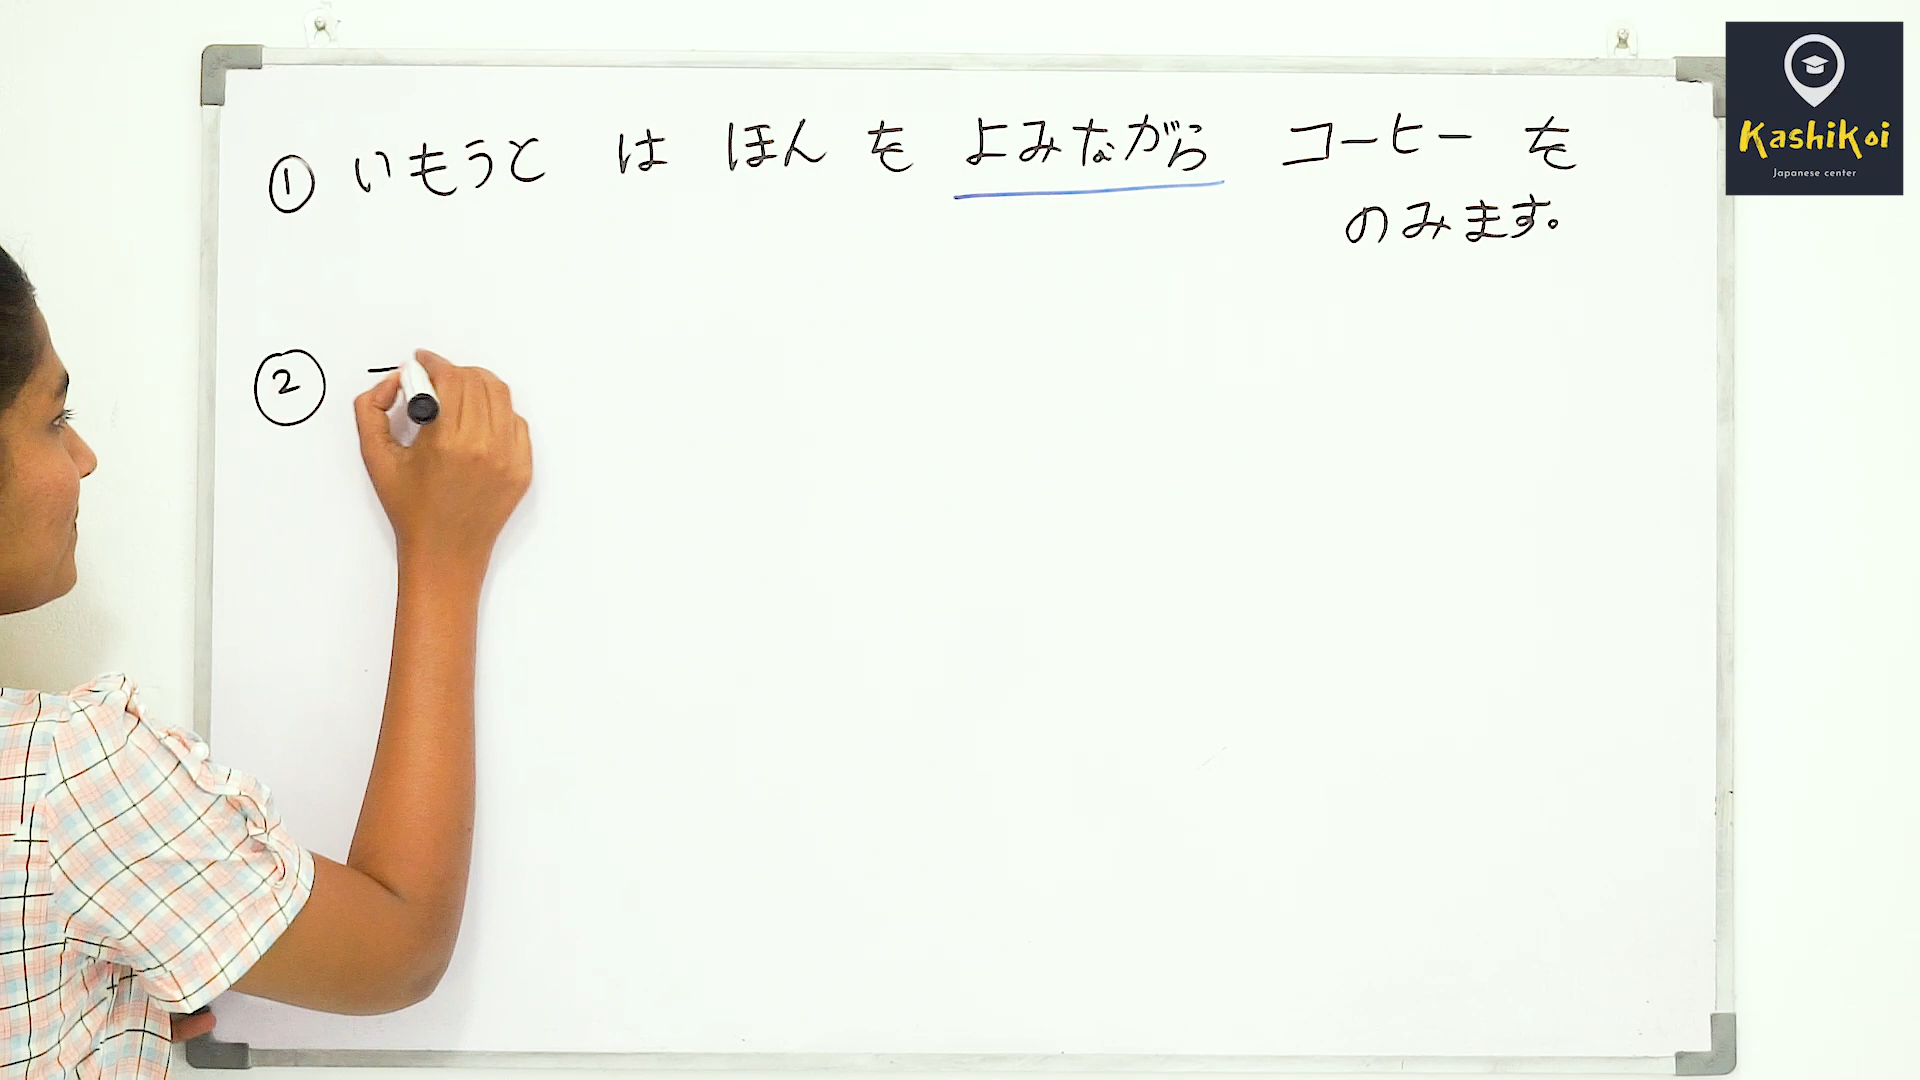 ① いもうと は ほん を よみながら コーヒー を
のみます。
②
Kashikoi
Japanese center